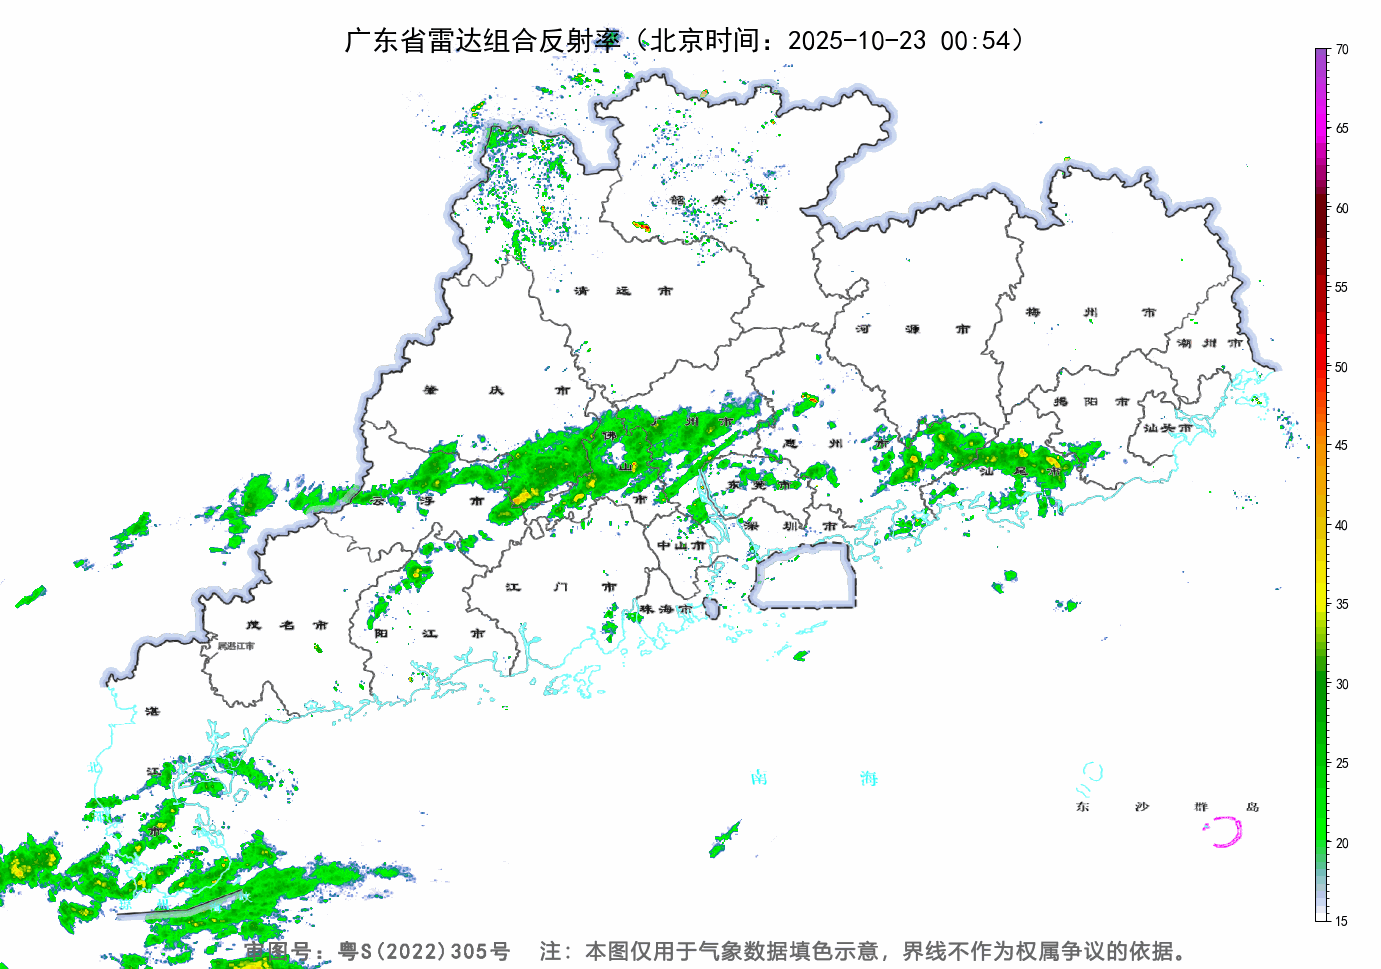 广东省雷达组合反射率（北京时间：2025-10-23 00:54）
70
65
60
55
50
45
40
35
30
25
20
15
韶 关 市
清 远 市
河 源 市
梅 州 市
潮 州 市
肇 庆 市
揭 阳 市
汕头市
广 州 市
佛 山 市
惠 州 市
汕 尾 市
云 浮 市
东 莞 市
深 圳 市
中山市
江 门 市
珠海市
茂 名 市
阳 江 市
属湛江市
湛 江 市
南 海
东 沙 群 岛
审图号：粤S(2022)305号 注：本图仅用于气象数据填色示意，界线不作为权属争议的依据。